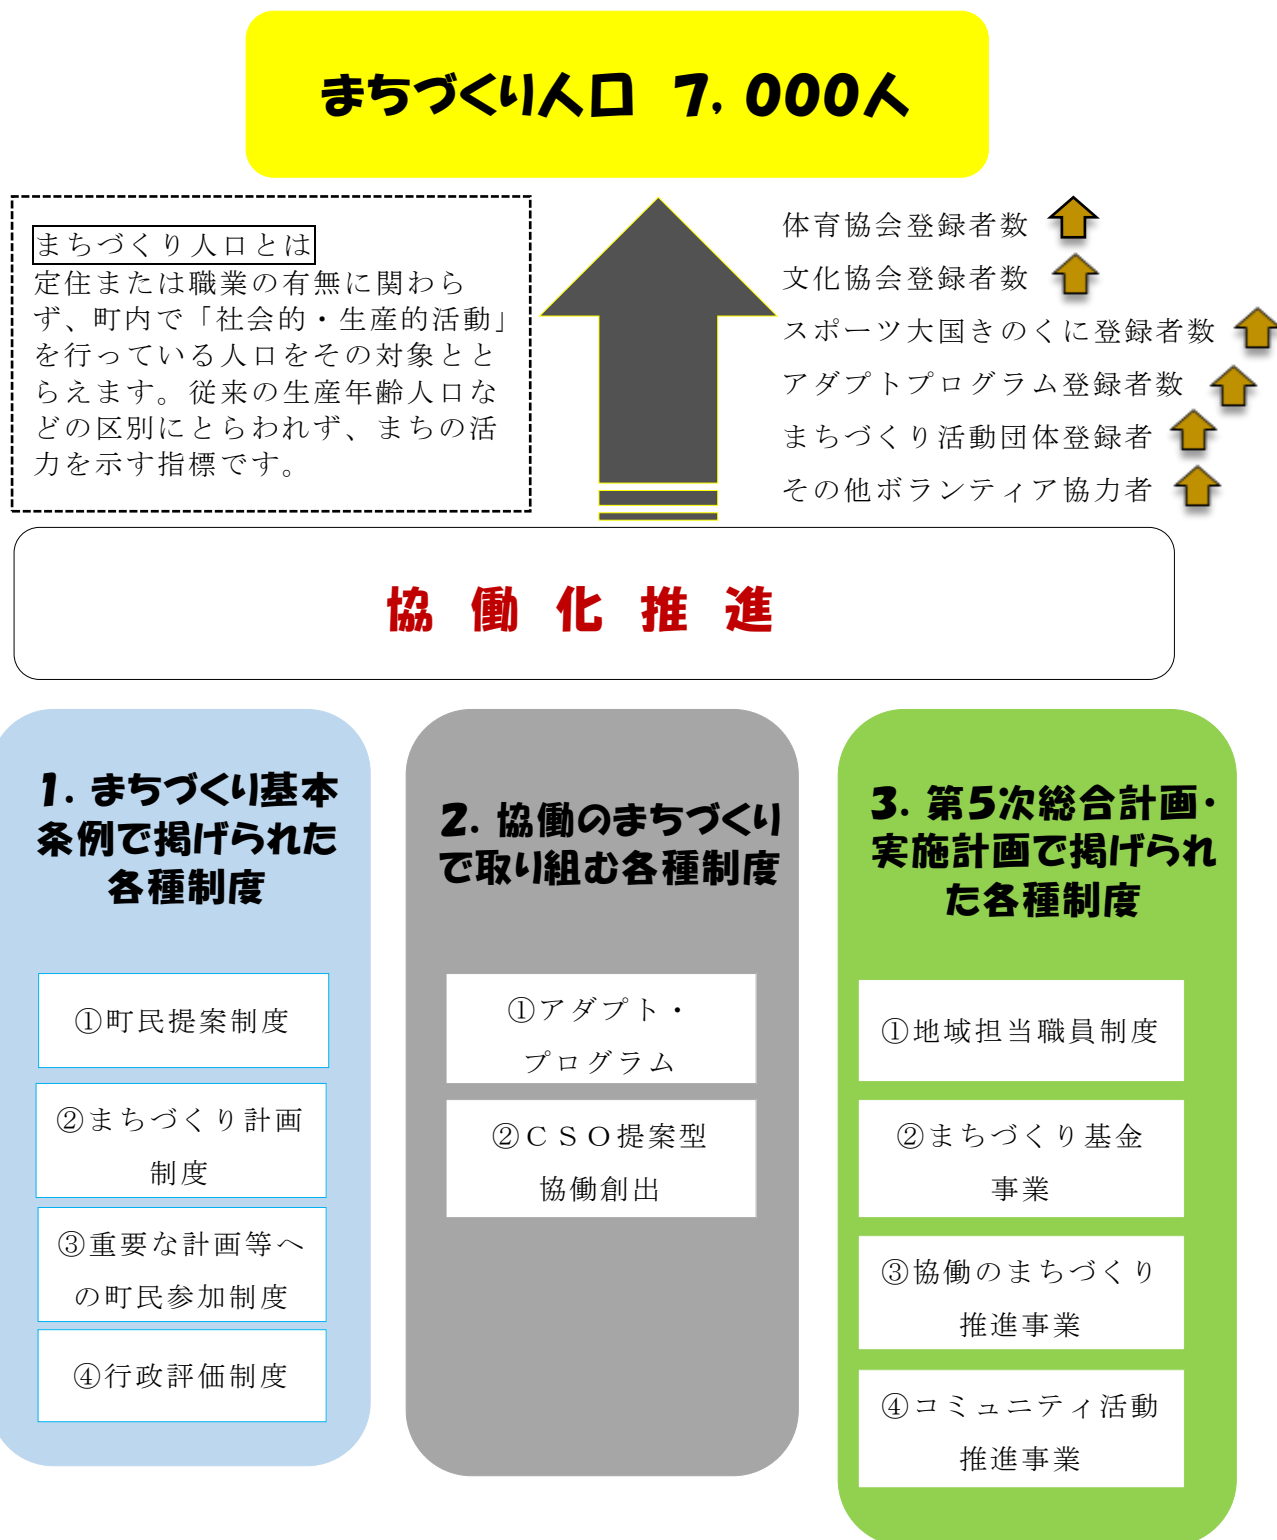 まちづくり人口　7，000人
まちづくり人口とは
定住または職業の有無に関わら
ず、町内で「社会的・生産的活動」
を行っている人口をその対象とと
らえます。従来の生産年齢人口な
どの区別にとらわれず、まちの活
力を示す指標です。
体育協会登録者数
文化協会登録者数
スポーツ大国きのくに登録者数
アダプトプログラム登録者数
まちづくり活動団体登録者
その他ボランティア協力者
協働化推進
1. まちづくり基本
条例で掲げられた
各種制度
①町民提案制度
②まちづくり計画
制度
③重要な計画等へ
の町民参加制度
④行政評価制度
2. 協働のまちづくり
で取り組む各種制度
①アダプト・
プログラム
②ＣＳＯ提案型
協働創出
3. 第5次総合計画・
実施計画で掲げられ
た各種制度
①地域担当職員制度
②まちづくり基金
事業
③協働のまちづくり
推進事業
④コミュニティ活動
推進事業